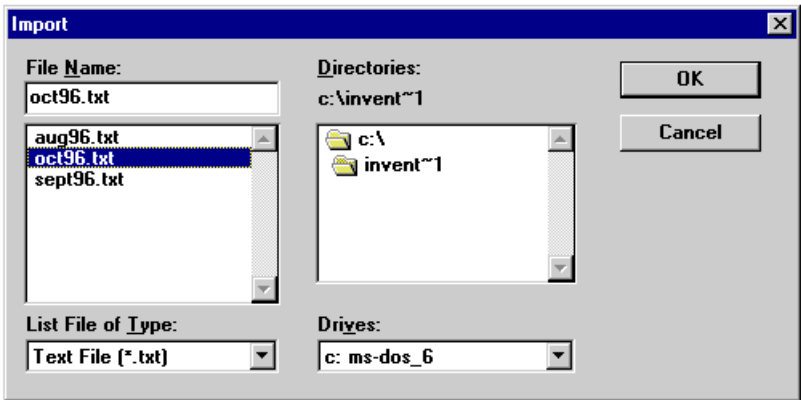 Import
File Name:
oct96.txt
aug96.txt
oct96.txt
sept96.txt
List File of Type:
Text File (*.txt)
Directories:
c:\invent~1
c:\
invent~1
Drives:
c: ms-dos_6
OK
Cancel